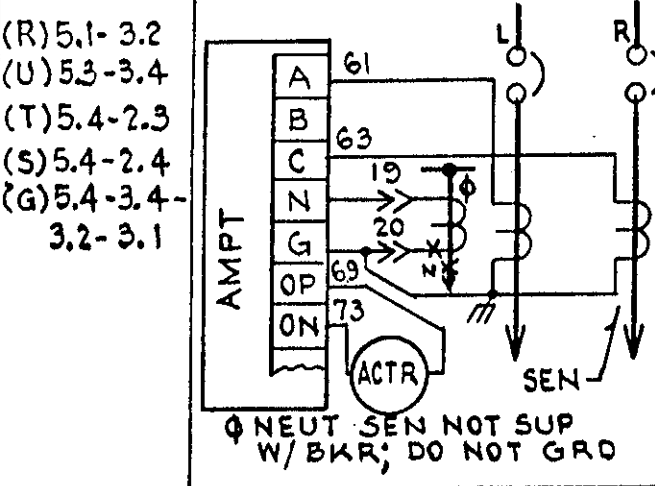 (R) 5.1-3.2
(U) 5.3-3.4
(T) 5.4-2.3
(S) 5.4-2.4
(G) 5.4-3.4-
3.2-3.1
AMPT
A
B
C
N
G
OP
ON
61
63
19
20
69
73
ϕ
N
L
R
ACTR
SEN
ϕ NEUT SEN NOT SUP
W/BKR; DO NOT GRD